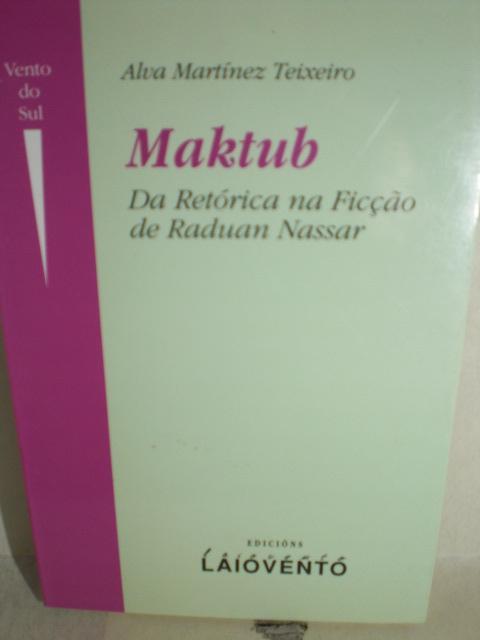 Vento
do
Sul
Alva Martínez Teixeiro
Maktub
Da Retórica na Ficção
de Raduan Nassar
EDICIÓNS
LAIOVENTO